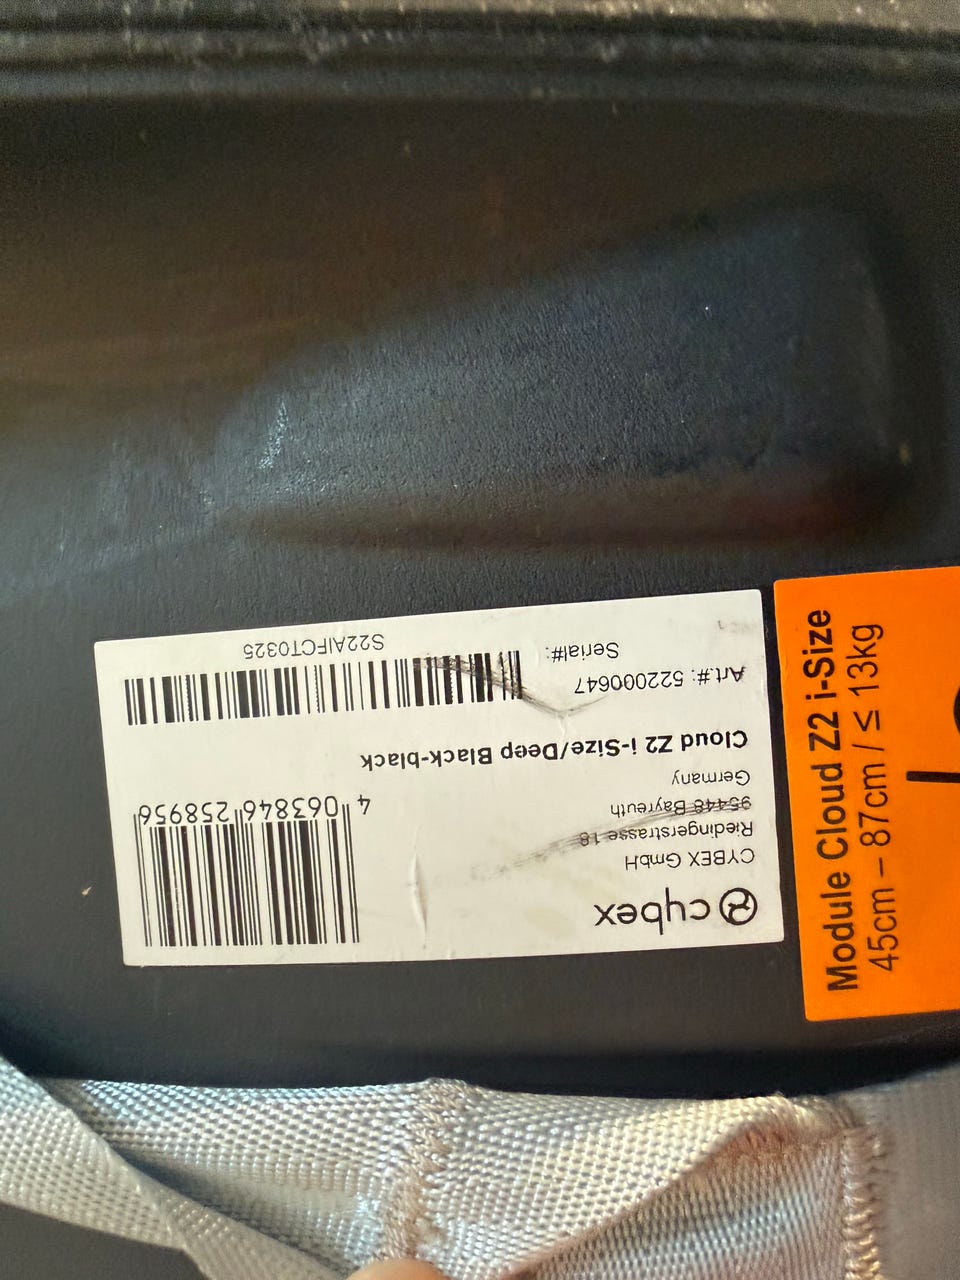 cybex
CYBEX GmbH
Riedingerstrasse 18
95448 Bayreuth
Germany
4 063846 258956
Cloud Z2 i-Size/Deep Black-black
Art.#: 522000647
Serial#:
S22AIFCT0325
Module Cloud Z2 i-Size
45cm – 87cm / ≤ 13kg